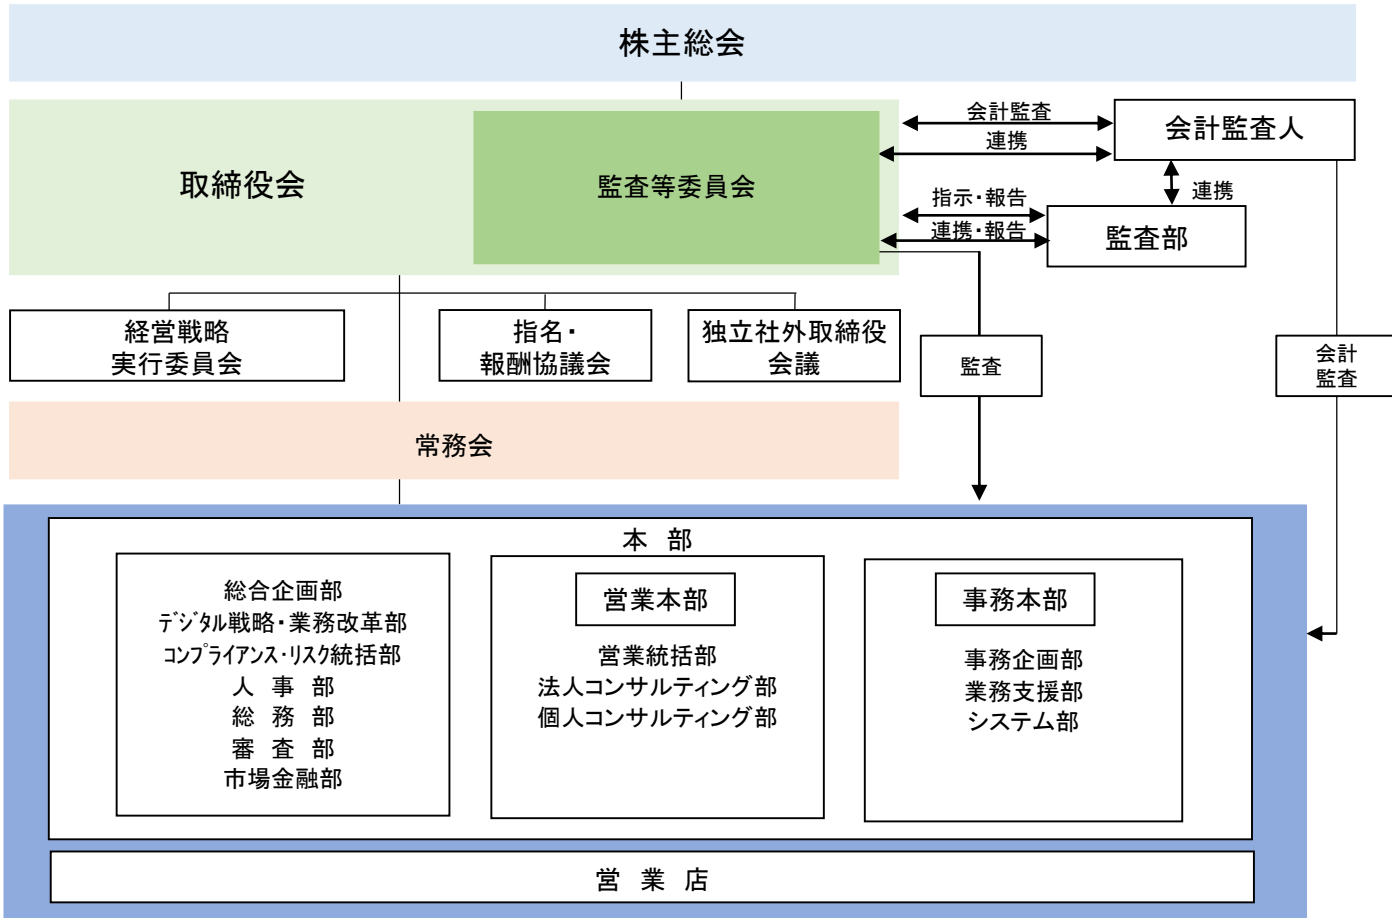 株主総会
取締役会
監査等委員会
会計監査
連携
会計監査人
連携
指示・報告
連携・報告
監査部
経営戦略
実行委員会
指名・
報酬協議会
独立社外取締役
会議
監査
会計
監査
常務会
本 部
総合企画部
デジタル戦略・業務改革部
コンプライアンス・リスク統括部
人 事 部
総 務 部
審 査 部
市場金融部
営業本部
営業統括部
法人コンサルティング部
個人コンサルティング部
事務本部
事務企画部
業務支援部
システム部
営 業 店